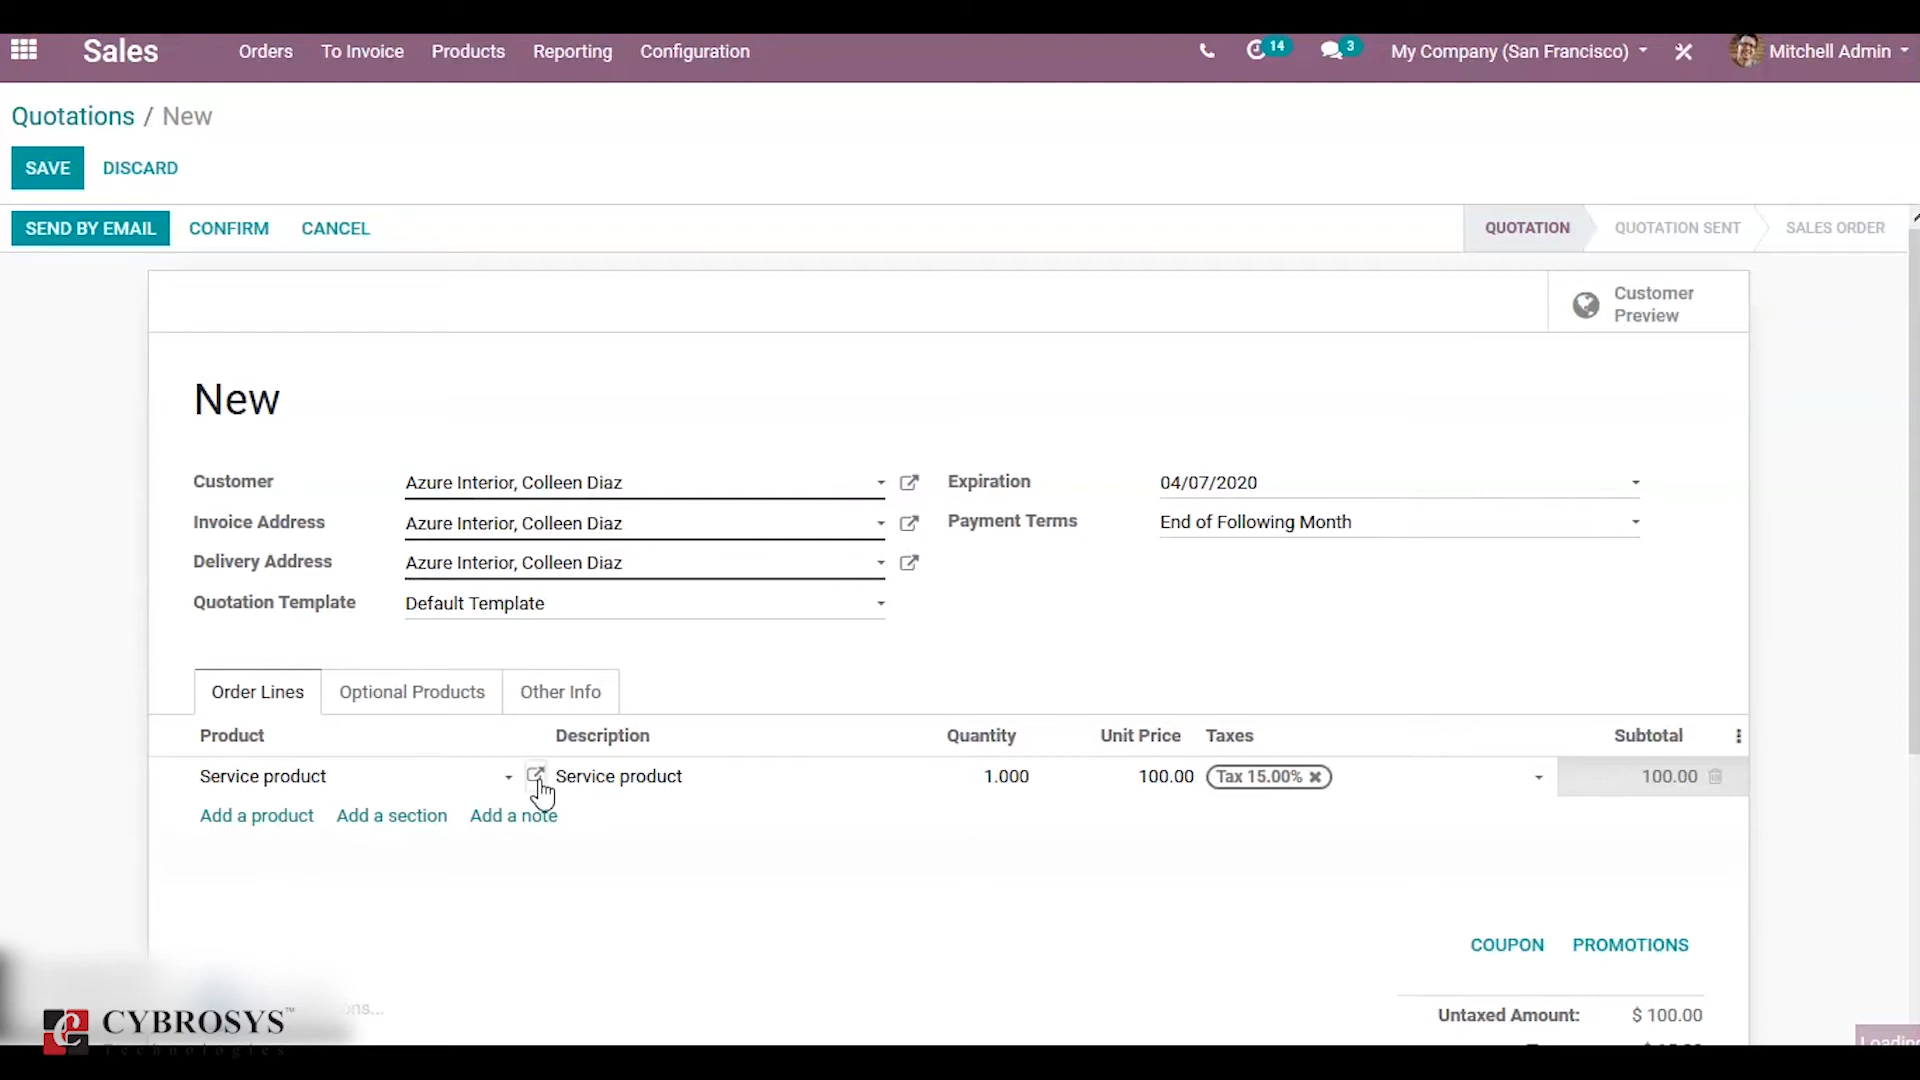 Sales Orders To Invoice Products Reporting Configuration 14 3 My Company (San Francisco) Mitchell Admin
Quotations / New
SAVE DISCARD
SEND BY EMAIL CONFIRM CANCEL QUOTATION QUOTATION SENT SALES ORDER
Customer
Preview
New
Customer Azure Interior, Colleen Diaz Expiration 04/07/2020
Invoice Address Azure Interior, Colleen Diaz Payment Terms End of Following Month
Delivery Address Azure Interior, Colleen Diaz
Quotation Template Default Template
Order Lines Optional Products Other Info
Product Description Quantity Unit Price Taxes Subtotal
Service product Service product 1.000 100.00 Tax 15.00% 100.00
Add a product Add a section Add a note
COUPON PROMOTIONS
CYBROSYS™
Technologies
Untaxed Amount: $ 100.00